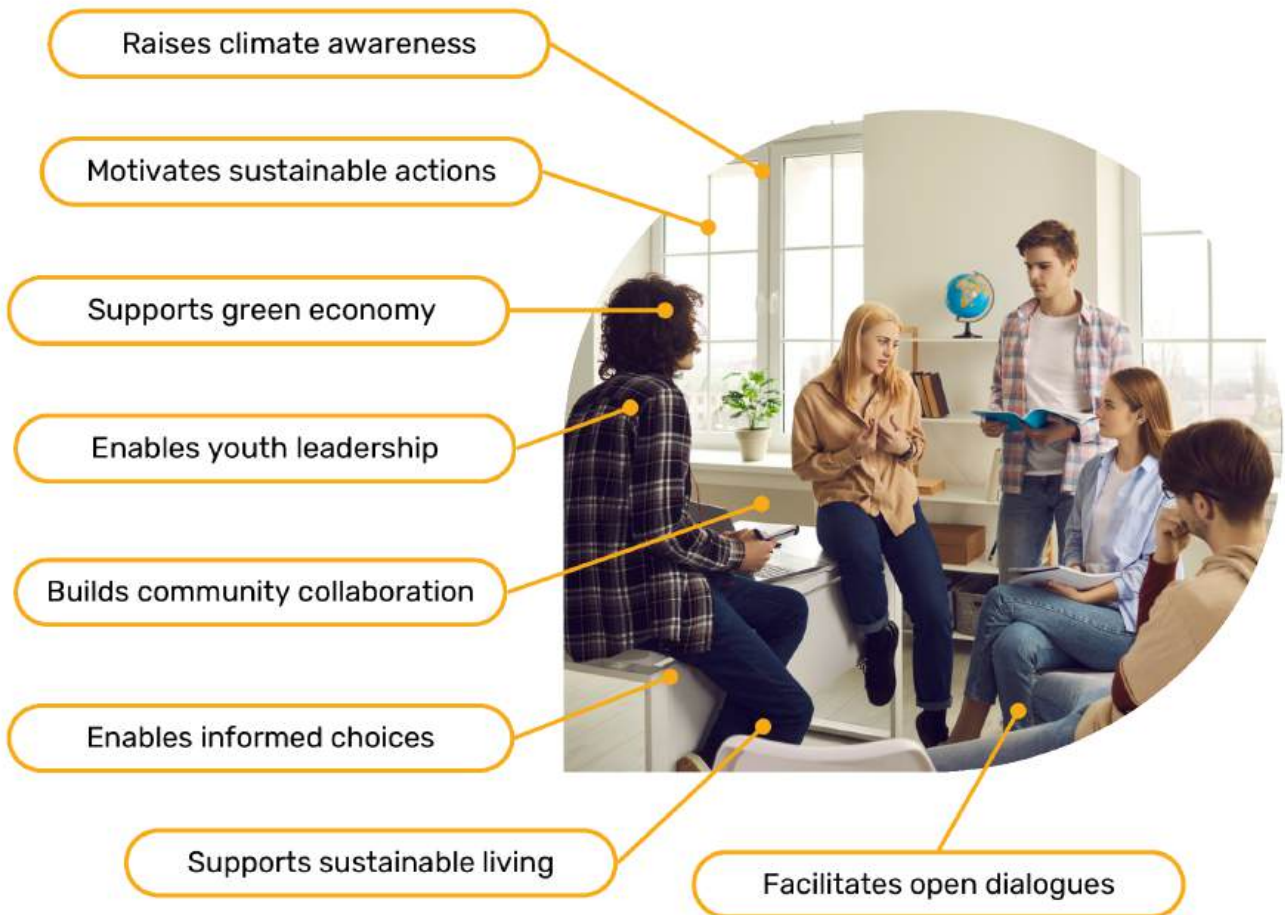 Raises climate awareness
Motivates sustainable actions
Supports green economy
Enables youth leadership
Builds community collaboration
Enables informed choices
Supports sustainable living
Facilitates open dialogues